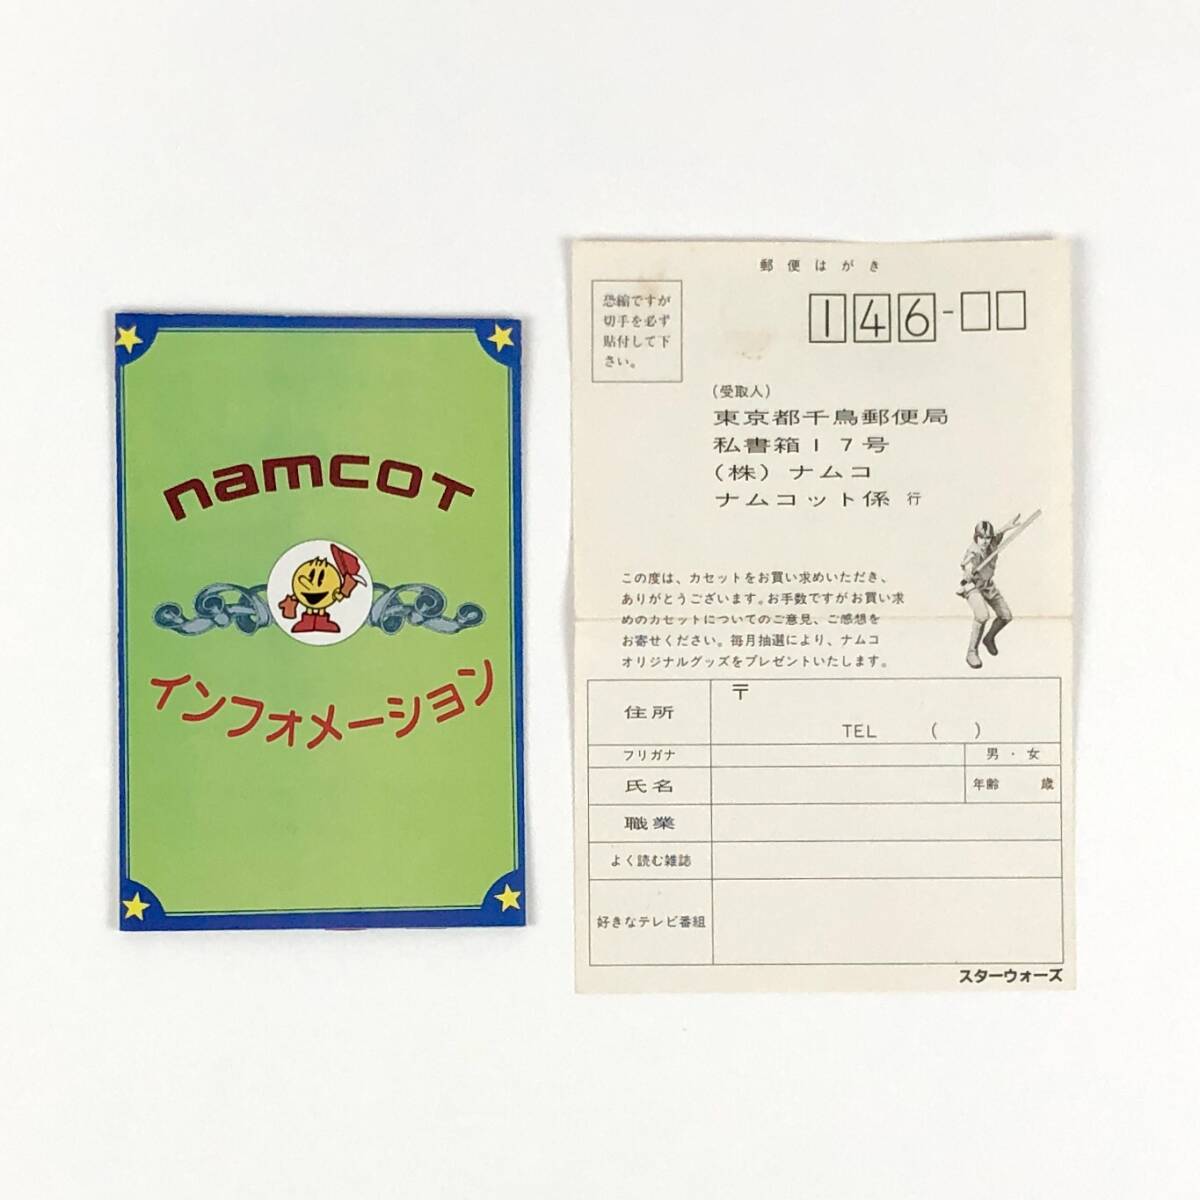 namcoT
インフォメーション
郵便はがき
恐縮ですが
切手を必ず
貼付して下
さい。
146-□□
(受取人)
東京都千鳥郵便局
私書箱17号
(株)ナムコ
ナムコット係 行
この度は、カセットをお買い求めいただき、
ありがとうございます。お手数ですがお買い求
めのカセットについてのご意見、ご感想を
お寄せください。毎月抽選により、ナムコ
オリジナルグッズをプレゼントいたします。
住所 〒
TEL ( )
フリガナ 男・女
氏名 年齢 歳
職業
よく読む雑誌
好きなテレビ番組
スターウォーズ